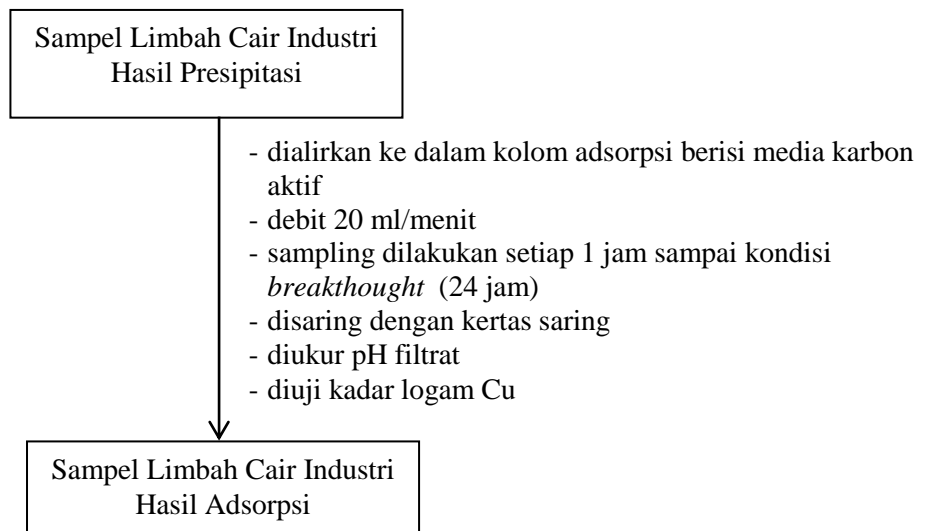 Sampel Limbah Cair Industri
Hasil Presipitasi
- dialirkan ke dalam kolom adsorpsi berisi media karbon
aktif
- debit 20 ml/menit
- sampling dilakukan setiap 1 jam sampai kondisi
breakthought (24 jam)
- disaring dengan kertas saring
- diukur pH filtrat
- diuji kadar logam Cu
Sampel Limbah Cair Industri
Hasil Adsorpsi